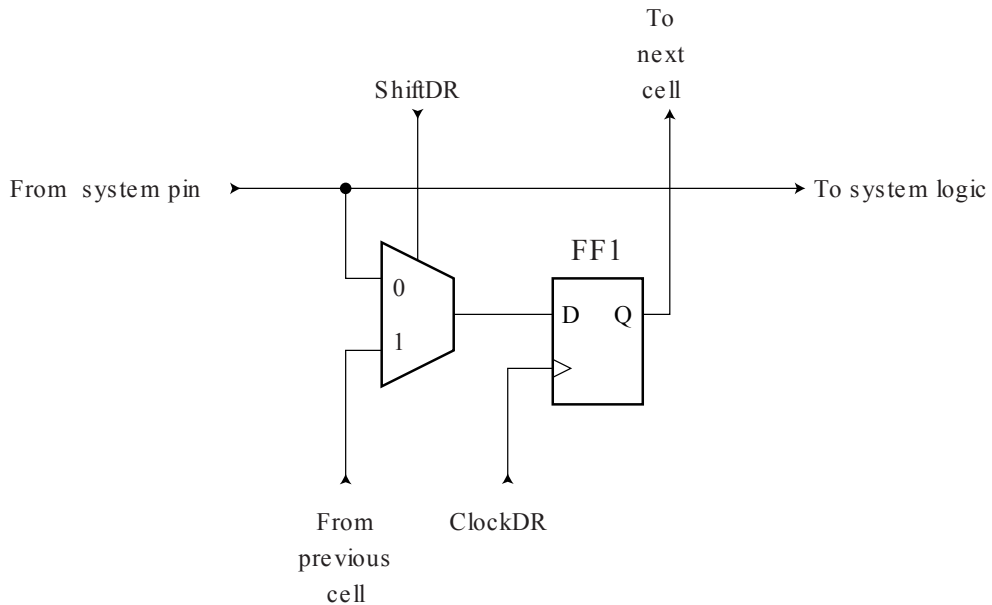 To
next
cell
ShiftDR
From system pin
To system logic
FF1
0
D Q
1
From
previous
cell
ClockDR